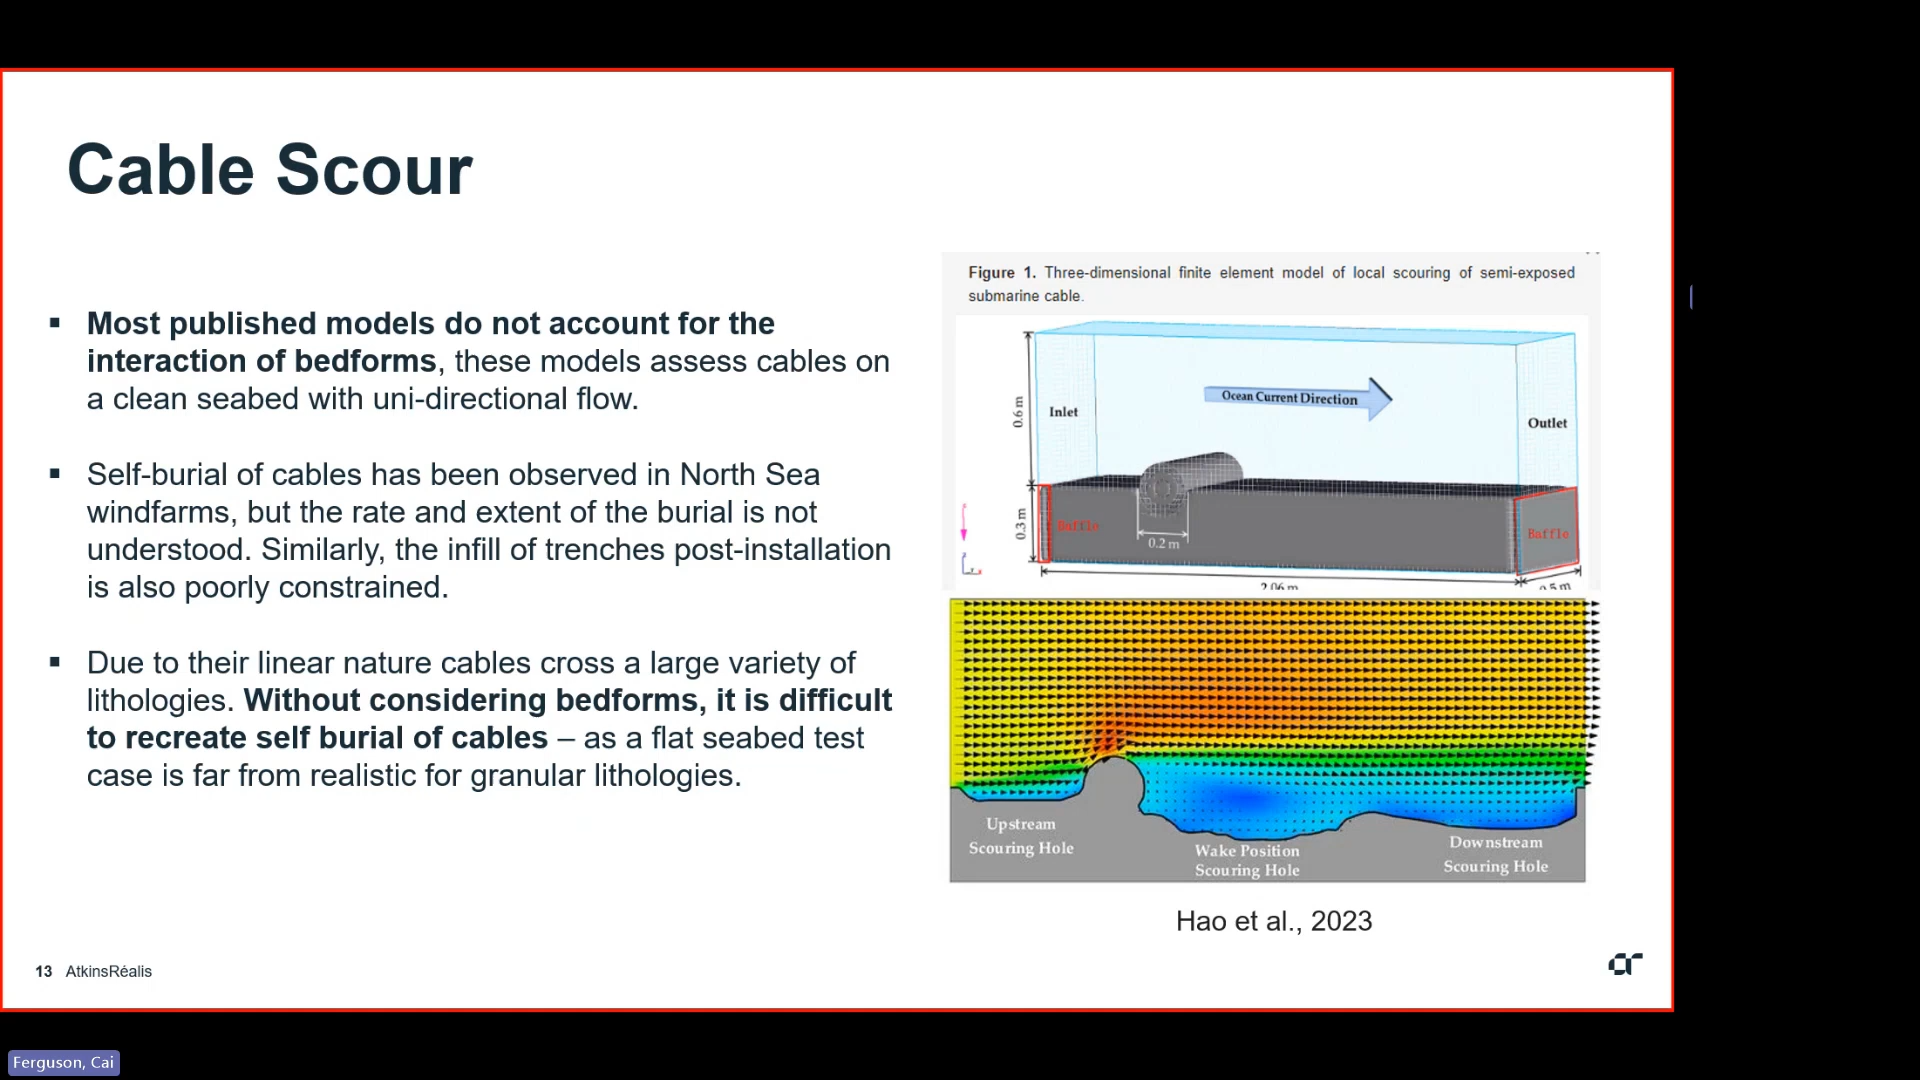 Cable Scour
▪ Most published models do not account for the
interaction of bedforms, these models assess cables on
a clean seabed with uni-directional flow.
▪ Self-burial of cables has been observed in North Sea
windfarms, but the rate and extent of the burial is not
understood. Similarly, the infill of trenches post-installation
is also poorly constrained.
▪ Due to their linear nature cables cross a large variety of
lithologies. Without considering bedforms, it is difficult
to recreate self burial of cables – as a flat seabed test
case is far from realistic for granular lithologies.
Figure 1. Three-dimensional finite element model of local scouring of semi-exposed
submarine cable.
Ocean Current Direction
0.6 m
Inlet
Outlet
0.3 m
Baffle
0.2 m
Baffle
2.06 m
0.5 m
Upstream
Scouring Hole
Wake Position
Scouring Hole
Downstream
Scouring Hole
Hao et al., 2023
13 AtkinsRéalis
Ferguson, Cai